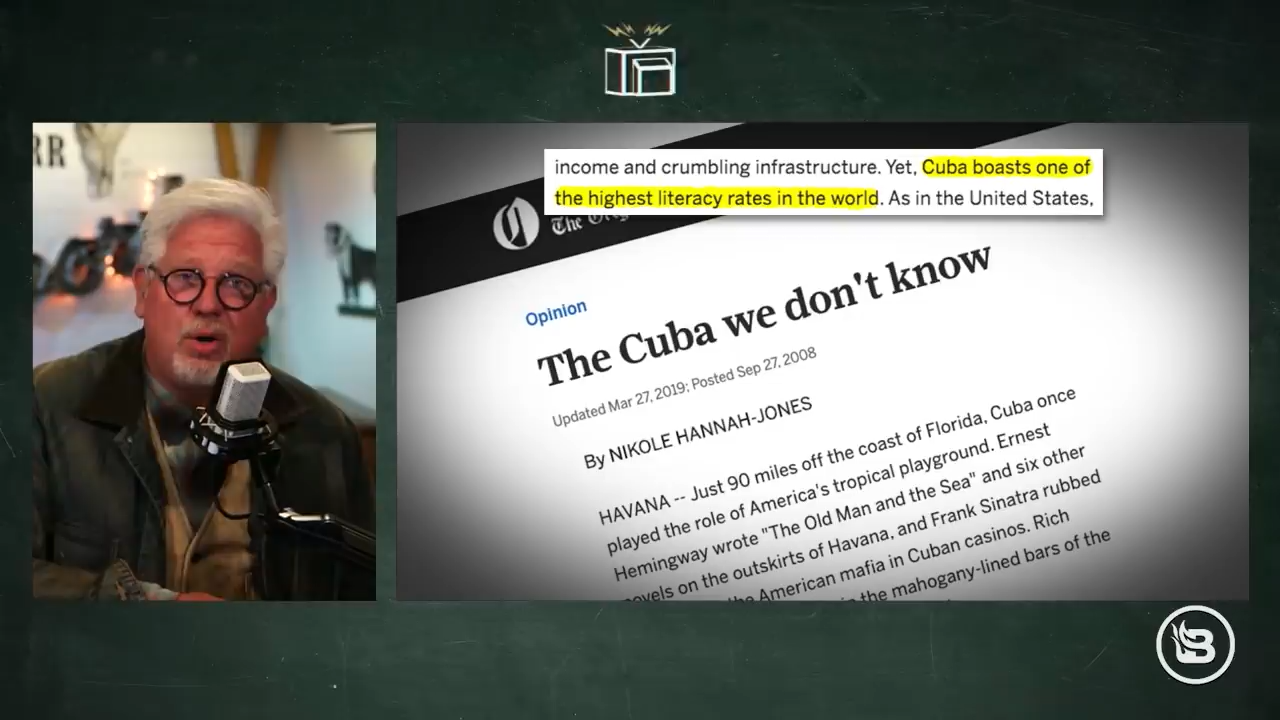 RR
income and crumbling infrastructure. Yet, Cuba boasts one of
the highest literacy rates in the world. As in the United States,
The
Opinion
The Cuba we don't know
Updated Mar 27, 2019; Posted Sep 27, 2008
By NIKOLE HANNAH-JONES
HAVANA -- Just 90 miles off the coast of Florida, Cuba once
played the role of America's tropical playground. Ernest
Hemingway wrote "The Old Man and the Sea" and six other
novels on the outskirts of Havana, and Frank Sinatra rubbed
the American mafia in Cuban casinos. Rich
in the mahogany-lined bars of the
B